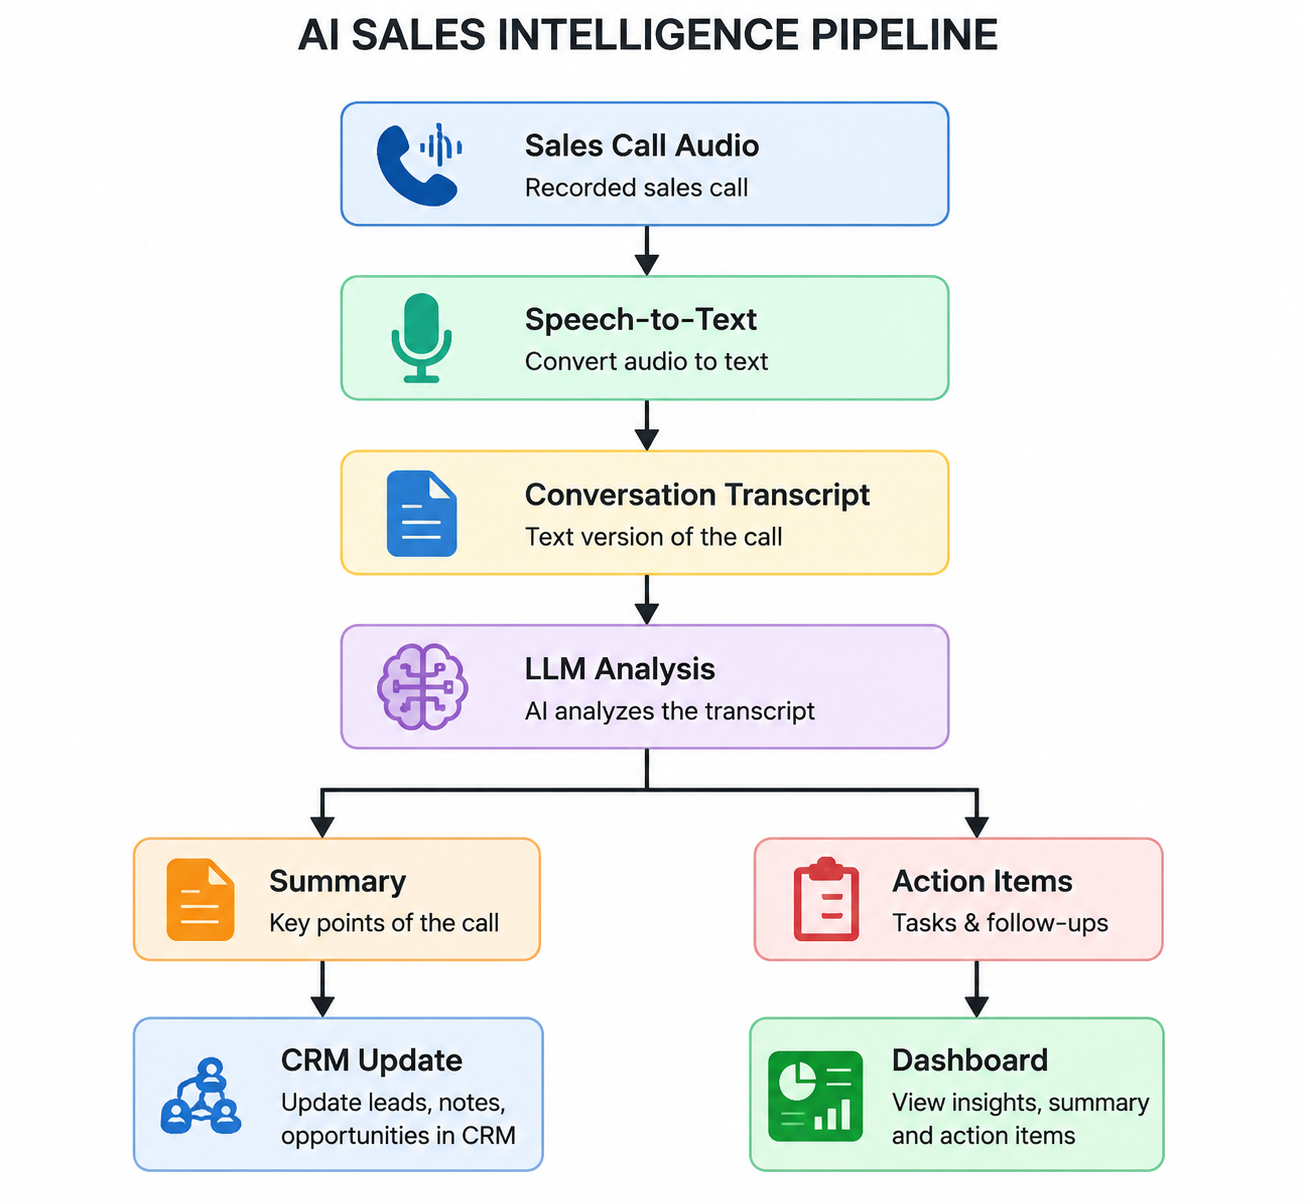 AI SALES INTELLIGENCE PIPELINE
Sales Call Audio
Recorded sales call
Speech-to-Text
Convert audio to text
Conversation Transcript
Text version of the call
LLM Analysis
AI analyzes the transcript
Summary
Key points of the call
Action Items
Tasks & follow-ups
CRM Update
Update leads, notes,
opportunities in CRM
Dashboard
View insights, summary
and action items